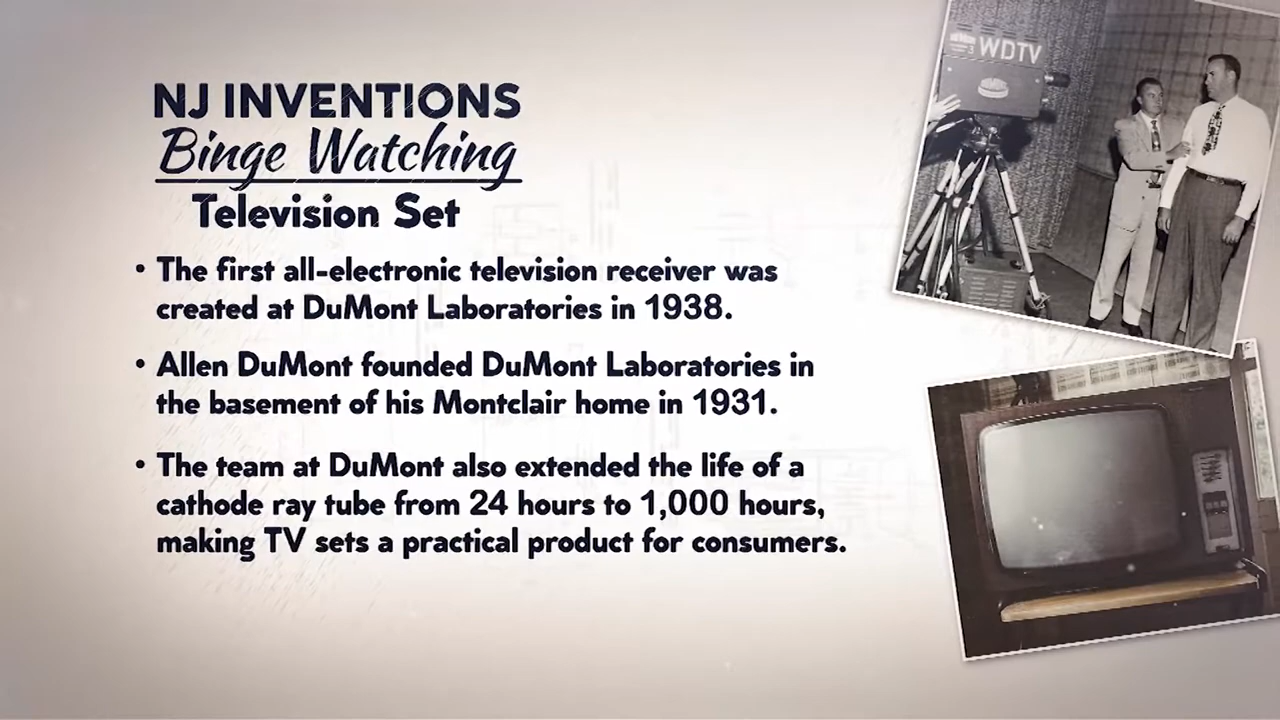 NJ INVENTIONS
Binge Watching
Television Set
• The first all-electronic television receiver was
created at DuMont Laboratories in 1938.
• Allen DuMont founded DuMont Laboratories in
the basement of his Montclair home in 1931.
• The team at DuMont also extended the life of a
cathode ray tube from 24 hours to 1,000 hours,
making TV sets a practical product for consumers.
WDTV